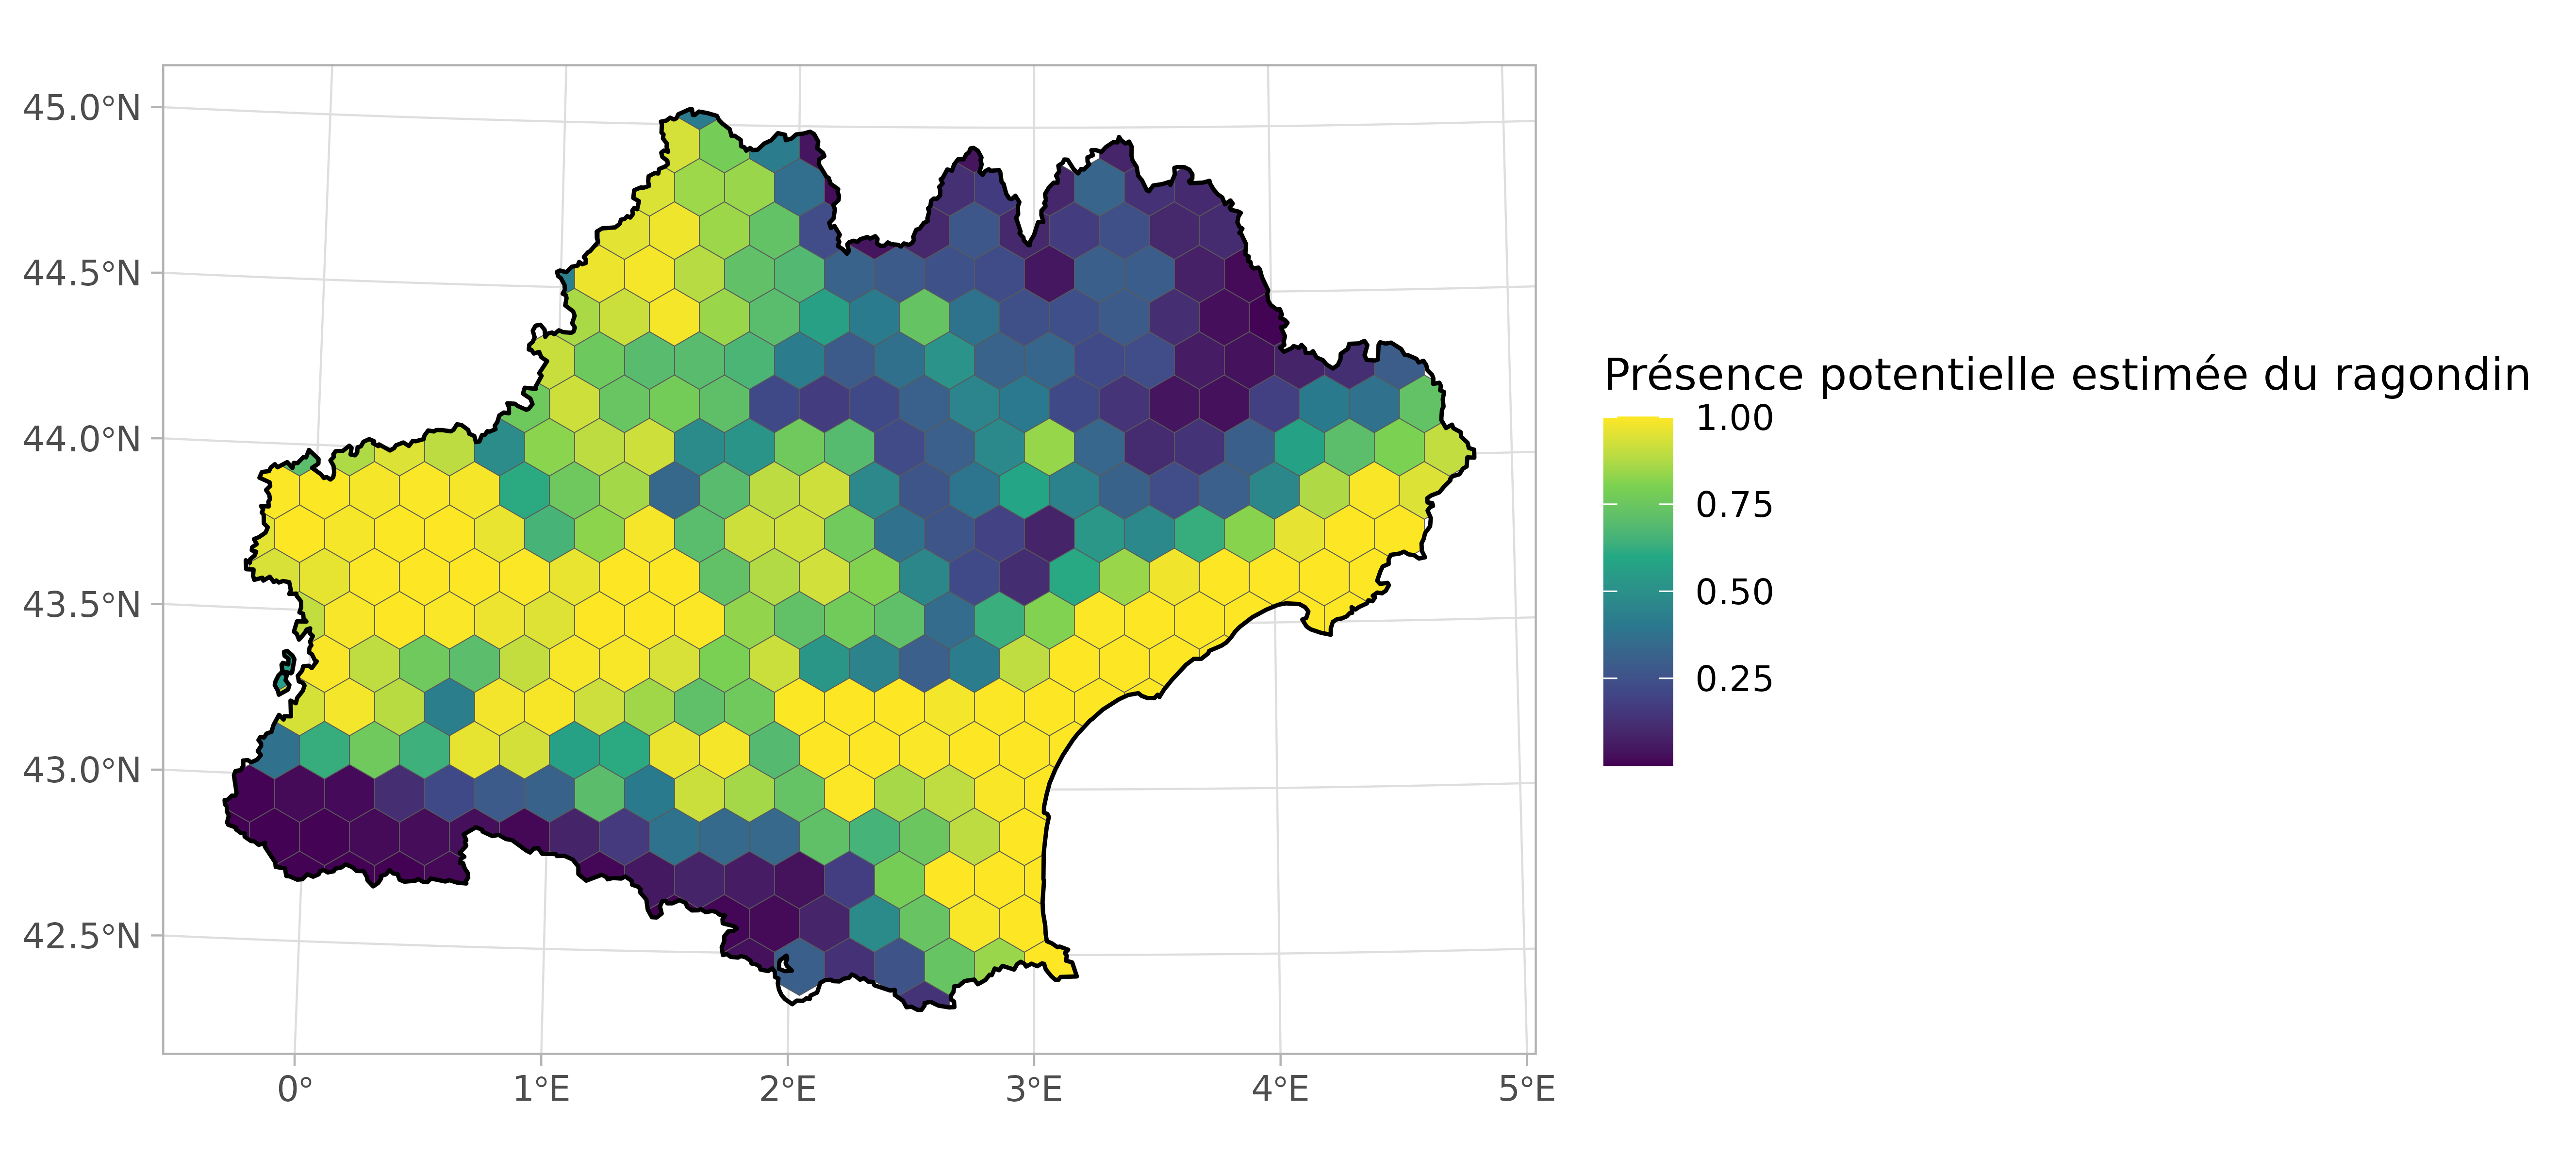 45.0°N
44.5°N
44.0°N
43.5°N
43.0°N
42.5°N
0°
1°E
2°E
3°E
4°E
5°E
Présence potentielle estimée du ragondin
1.00
0.75
0.50
0.25